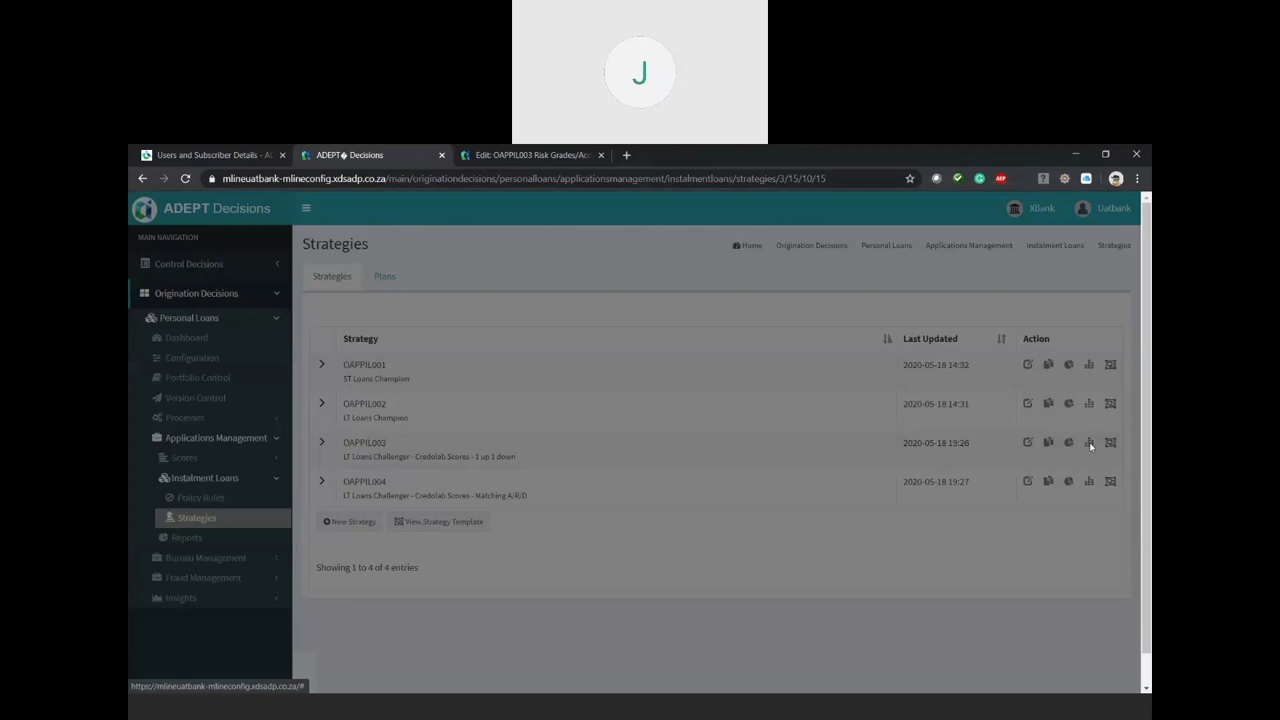 J
Users and Subscriber Details - A
ADEPT� Decisions
Edit: OAPPIL003 Risk Grades/Ac
mlineuatbank-mlineconfig.xdsadp.co.za/main/originationdecisions/personalloans/applicationsmanagement/instalmentloans/strategies/3/15/10/15
ABP
ADEPT Decisions
XBank
Uatbank
MAIN NAVIGATION
Strategies
Home
Origination Decisions
Personal Loans
Applications Management
Instalment Loans
Strategies
Control Decisions
Strategies
Plans
Origination Decisions
Personal Loans
Dashboard
Configuration
Portfolio Control
Version Control
Processes
Applications Management
Scores
Instalment Loans
Policy Rules
Strategies
Reports
Bureau Management
Fraud Management
Insights
Strategy
Last Updated
Action
OAPPIL001
ST Loans Champion
2020-05-18 14:32
OAPPIL002
LT Loans Champion
2020-05-18 14:31
OAPPIL003
LT Loans Challenger - Credolab Scores - 1 up 1 down
2020-05-18 19:26
OAPPIL004
LT Loans Challenger - Credolab Scores - Matching A/R/D
2020-05-18 19:27
New Strategy
View Strategy Template
Showing 1 to 4 of 4 entries
https://mlineuatbank-mlineconfig.xdsadp.co.za/#